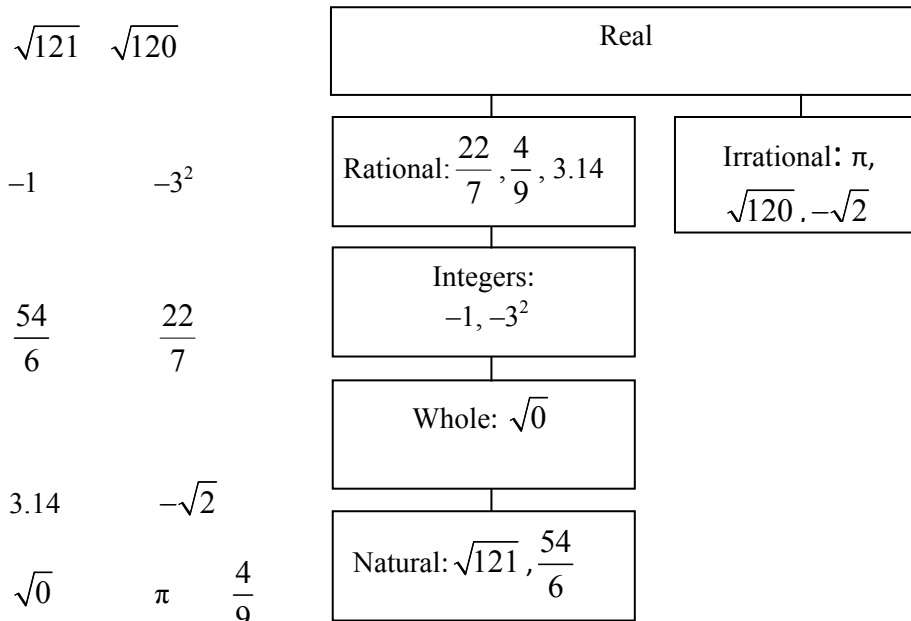 √121 √120
–1 –3²
54/6 22/7
3.14 –√2
√0 π 4/9
Real
Rational: 22/7 , 4/9 , 3.14
Irrational: π,
√120 , –√2
Integers:
–1, –3²
Whole: √0
Natural: √121 , 54/6